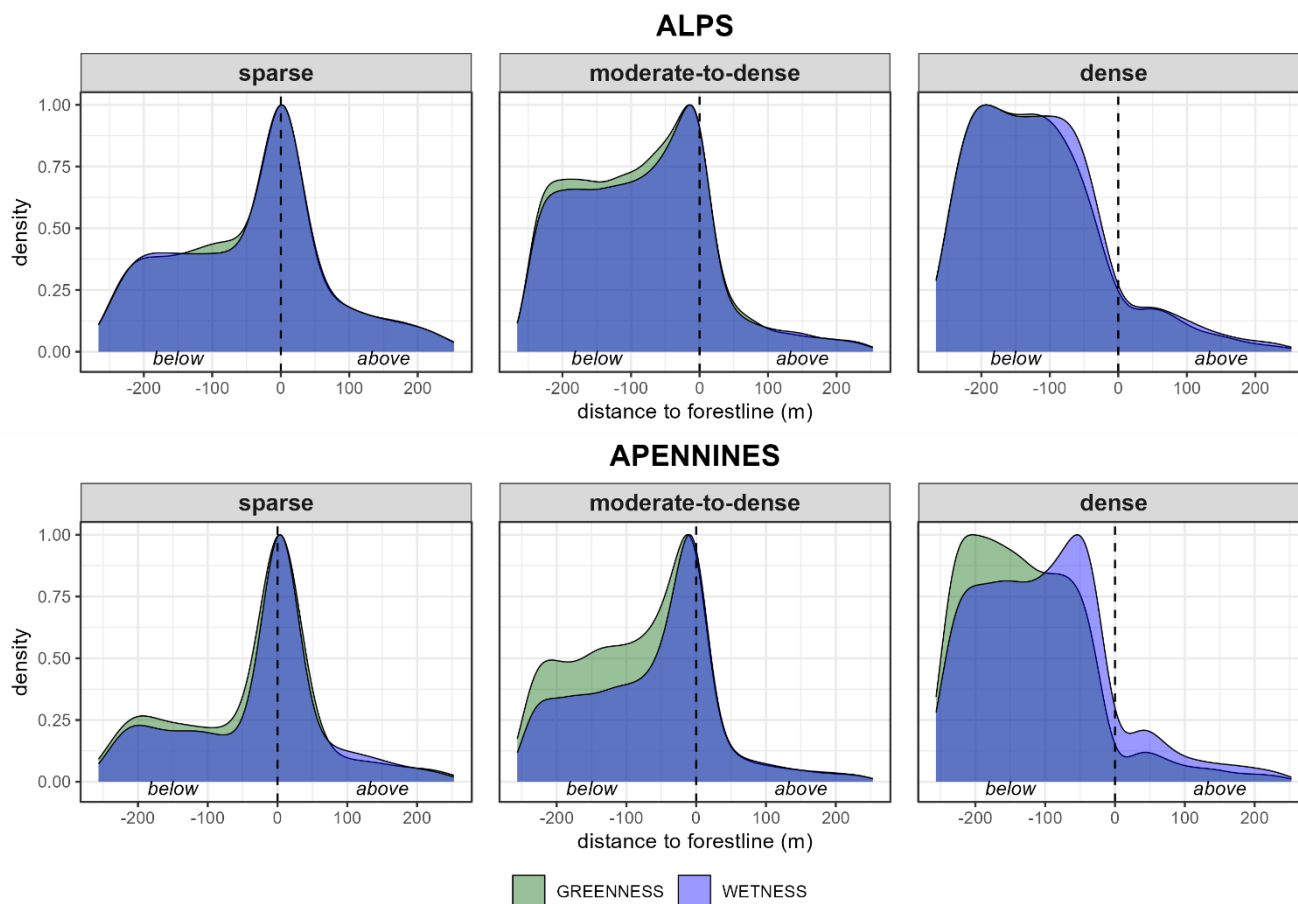 ALPS
sparse
moderate-to-dense
dense
1.00
0.75
0.50
0.25
0.00
density
below above
below above
below above
-200 -100 0 100 200
-200 -100 0 100 200
-200 -100 0 100 200
distance to forestline (m)
APENNINES
sparse
moderate-to-dense
dense
1.00
0.75
0.50
0.25
0.00
density
below above
below above
below above
-200 -100 0 100 200
-200 -100 0 100 200
-200 -100 0 100 200
distance to forestline (m)
GREENNESS WETNESS